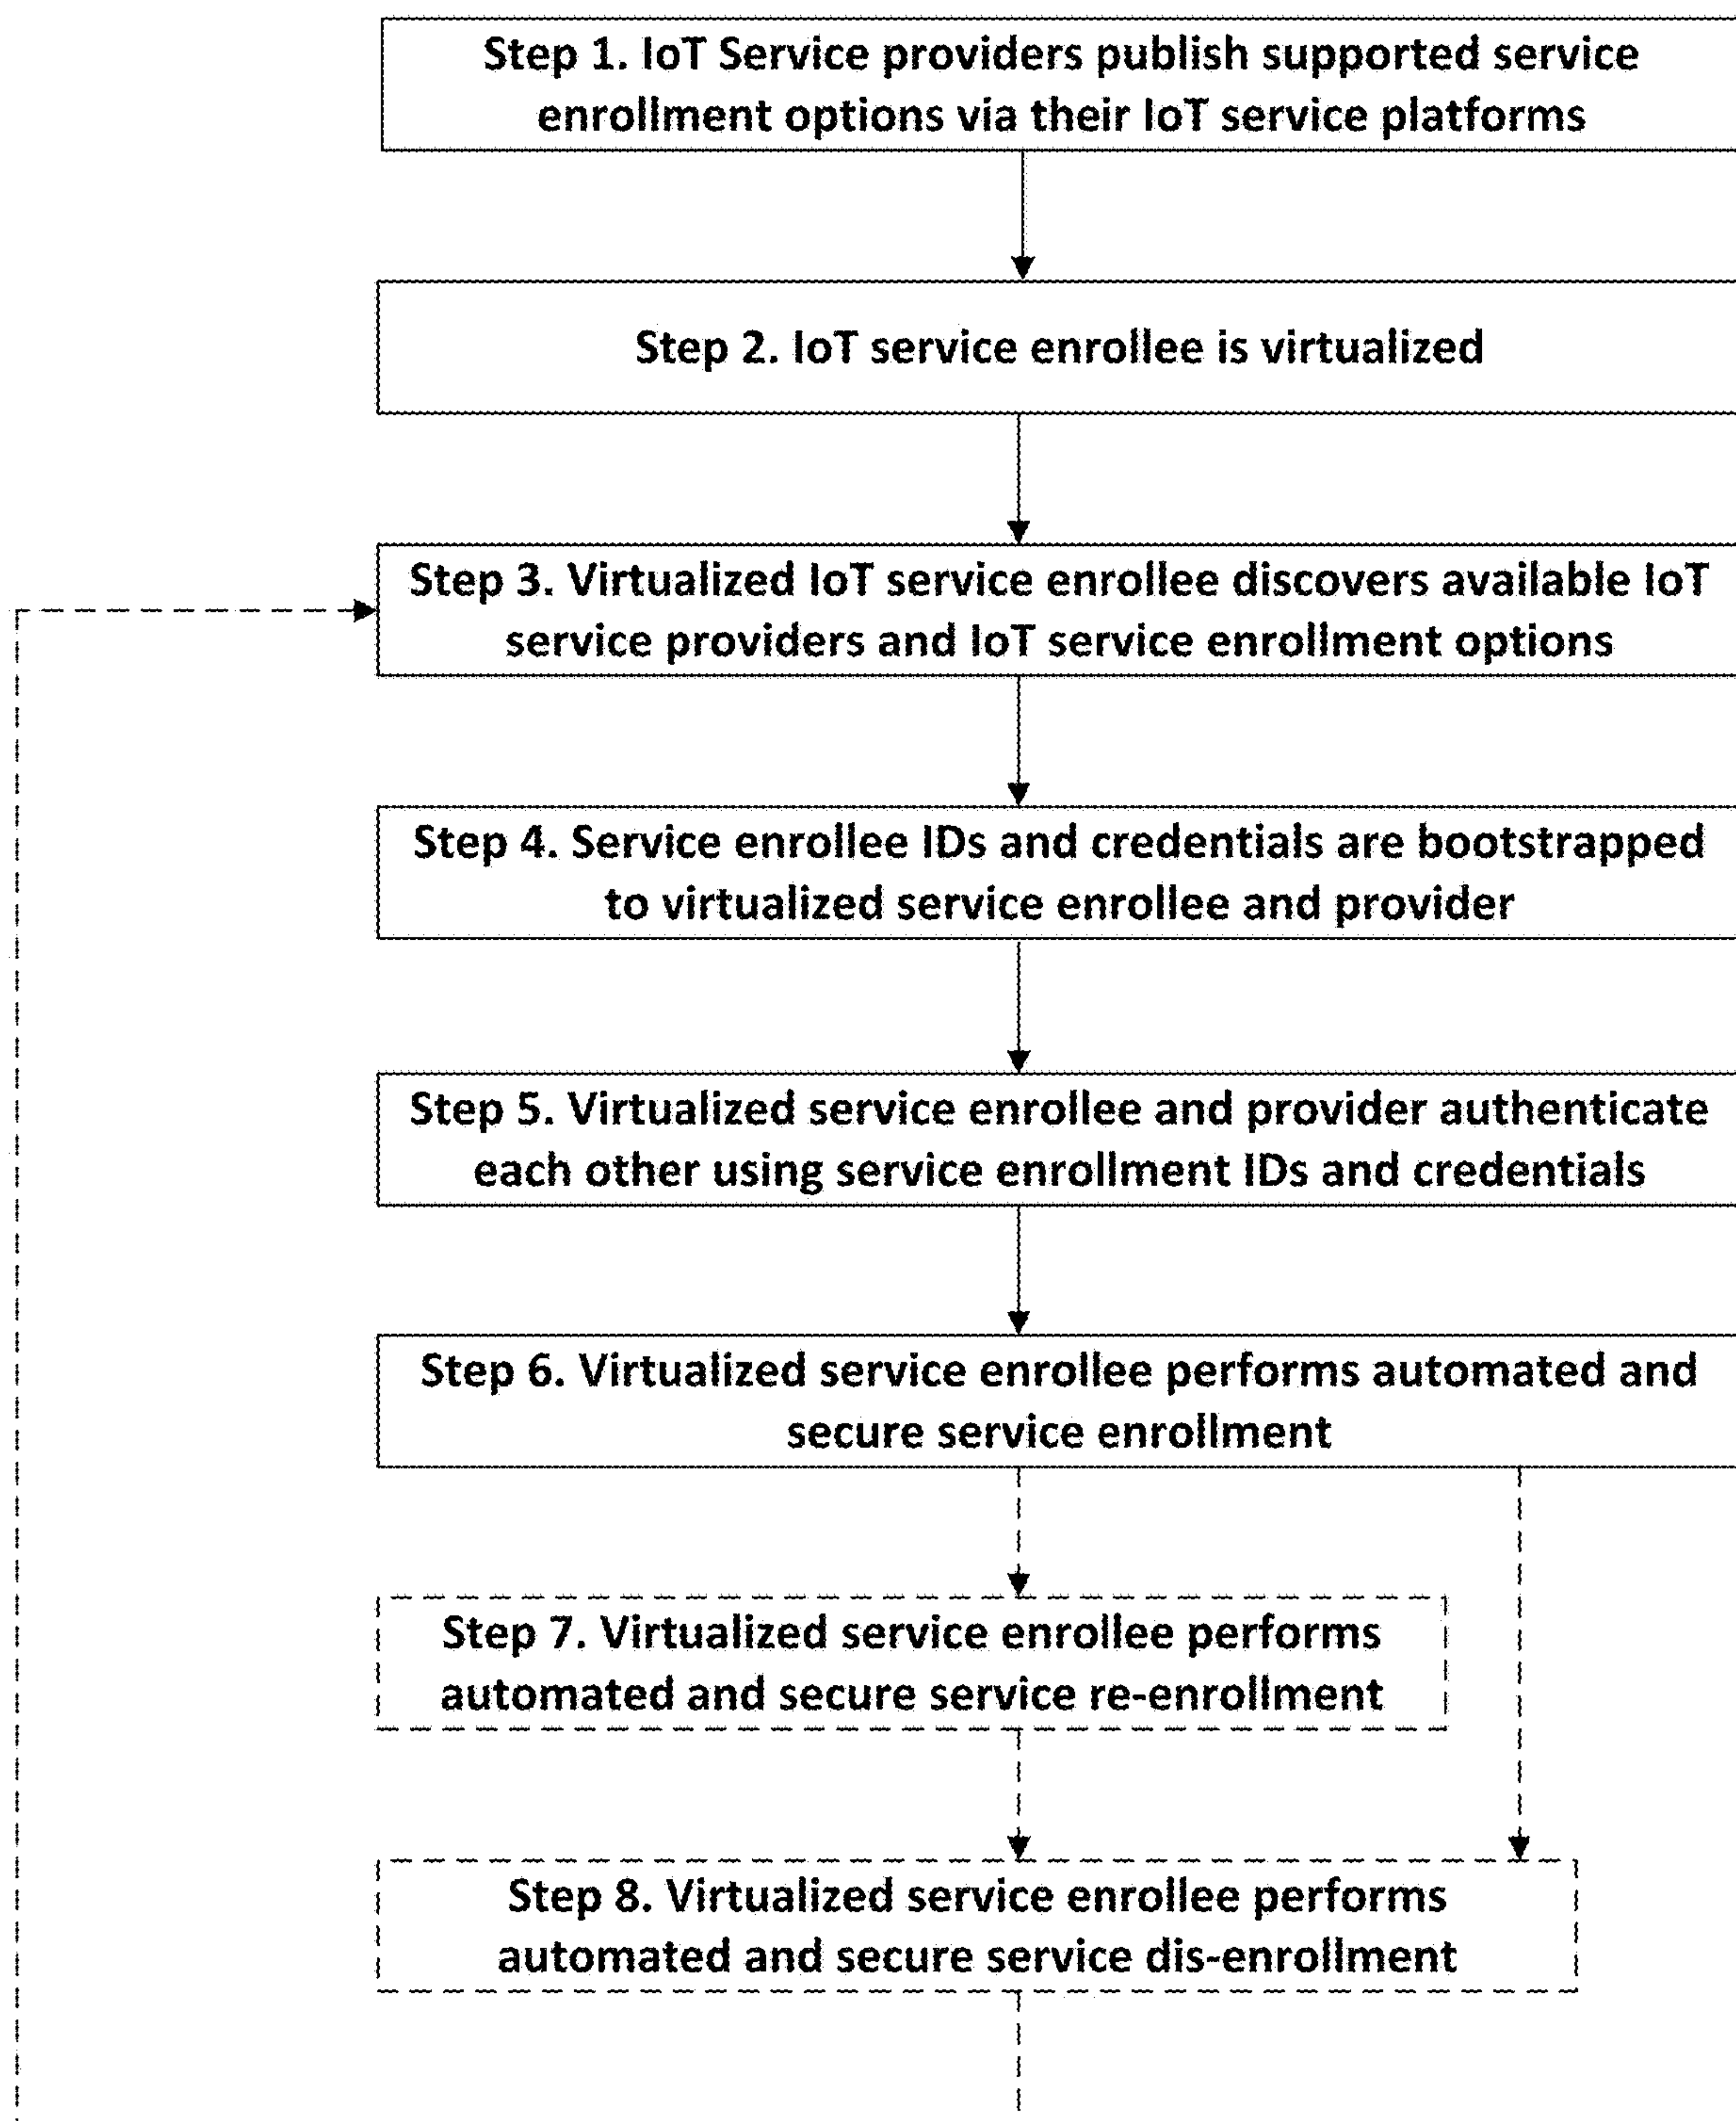 Step 1. IoT Service providers publish supported service
enrollment options via their IoT service platforms
Step 2. IoT service enrollee is virtualized
Step 3. Virtualized IoT service enrollee discovers available IoT
service providers and IoT service enrollment options
Step 4. Service enrollee IDs and credentials are bootstrapped
to virtualized service enrollee and provider
Step 5. Virtualized service enrollee and provider authenticate
each other using service enrollment IDs and credentials
Step 6. Virtualized service enrollee performs automated and
secure service enrollment
Step 7. Virtualized service enrollee performs
automated and secure service re-enrollment
Step 8. Virtualized service enrollee performs
automated and secure service dis-enrollment